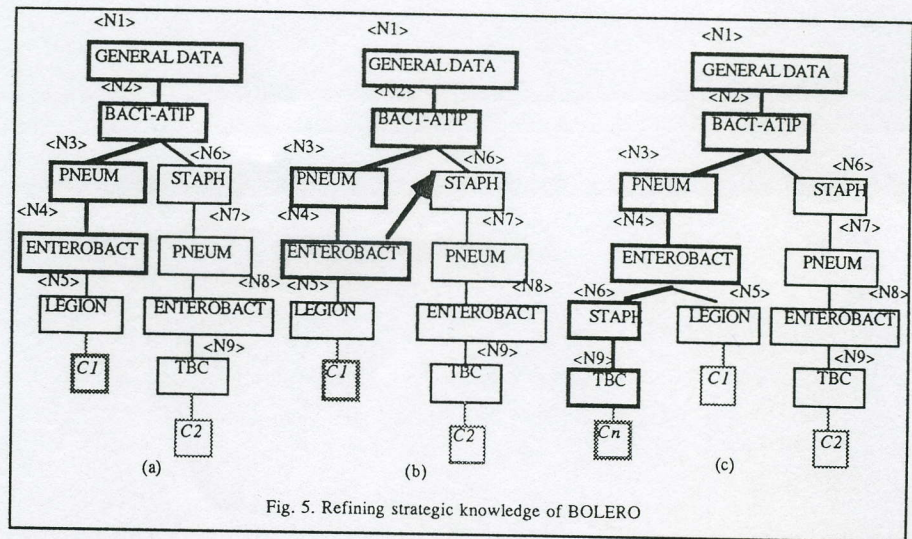 <N1>
GENERAL DATA
<N2>
BACT-ATIP
<N3>
<N6>
PNEUM
STAPH
<N4>
<N7>
ENTEROBACT
PNEUM
<N5>
<N8>
LEGION
ENTEROBACT
<N9>
C1
TBC
C2
(a)
<N1>
GENERAL DATA
<N2>
BACT-ATIP
<N3>
<N6>
PNEUM
STAPH
<N4>
<N7>
ENTEROBACT
PNEUM
<N5>
<N8>
LEGION
ENTEROBACT
<N9>
C1
TBC
C2
(b)
<N1>
GENERAL DATA
<N2>
BACT-ATIP
<N3>
<N6>
PNEUM
STAPH
<N4>
<N7>
ENTEROBACT
PNEUM
<N6>
<N5>
<N8>
STAPH
LEGION
ENTEROBACT
<N9>
<N9>
TBC
C1
TBC
Cn
C2
(c)
Fig. 5. Refining strategic knowledge of BOLERO